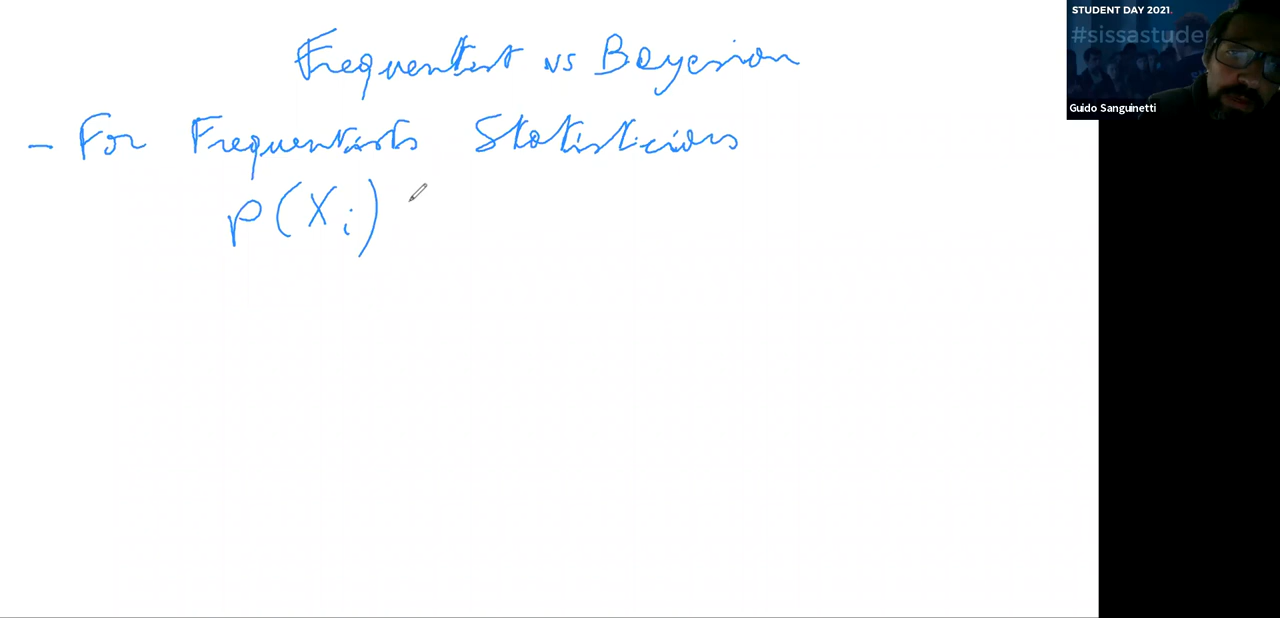 Frequentist vs Bayesian
- For Frequentists Statisticians
p(Xi)
STUDENT DAY 2021.
#sissastude
Guido Sanguinetti